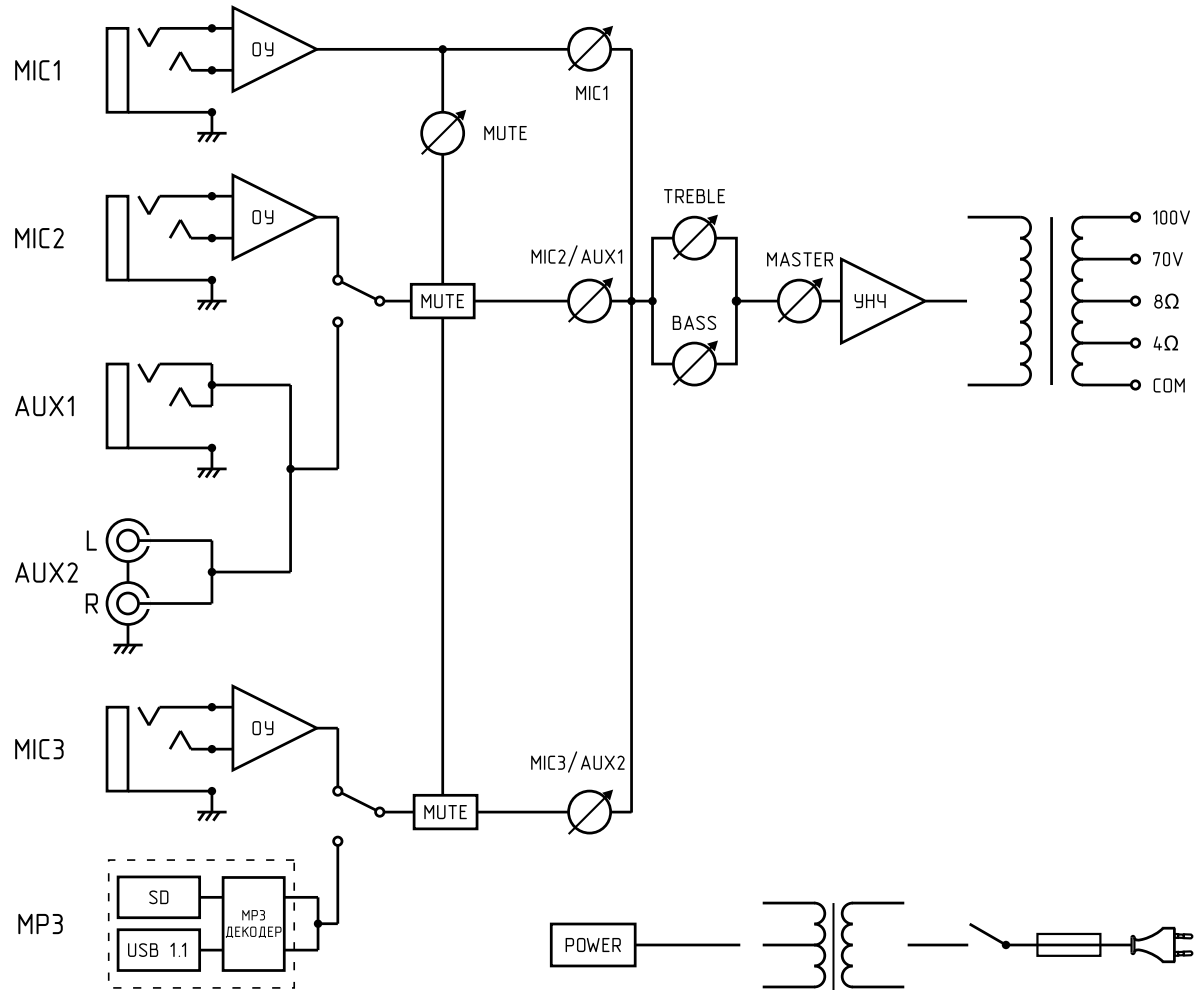 MIC1
ОУ
MIC1
MUTE
MIC2
ОУ
MIC2/AUX1
MUTE
TREBLE
BASS
MASTER
УНЧ
100V
70V
8Ω
4Ω
COM
AUX1
L
AUX2
R
MIC3
ОУ
MIC3/AUX2
MUTE
MP3
SD
USB 1.1
MP3
ДЕКОДЕР
POWER